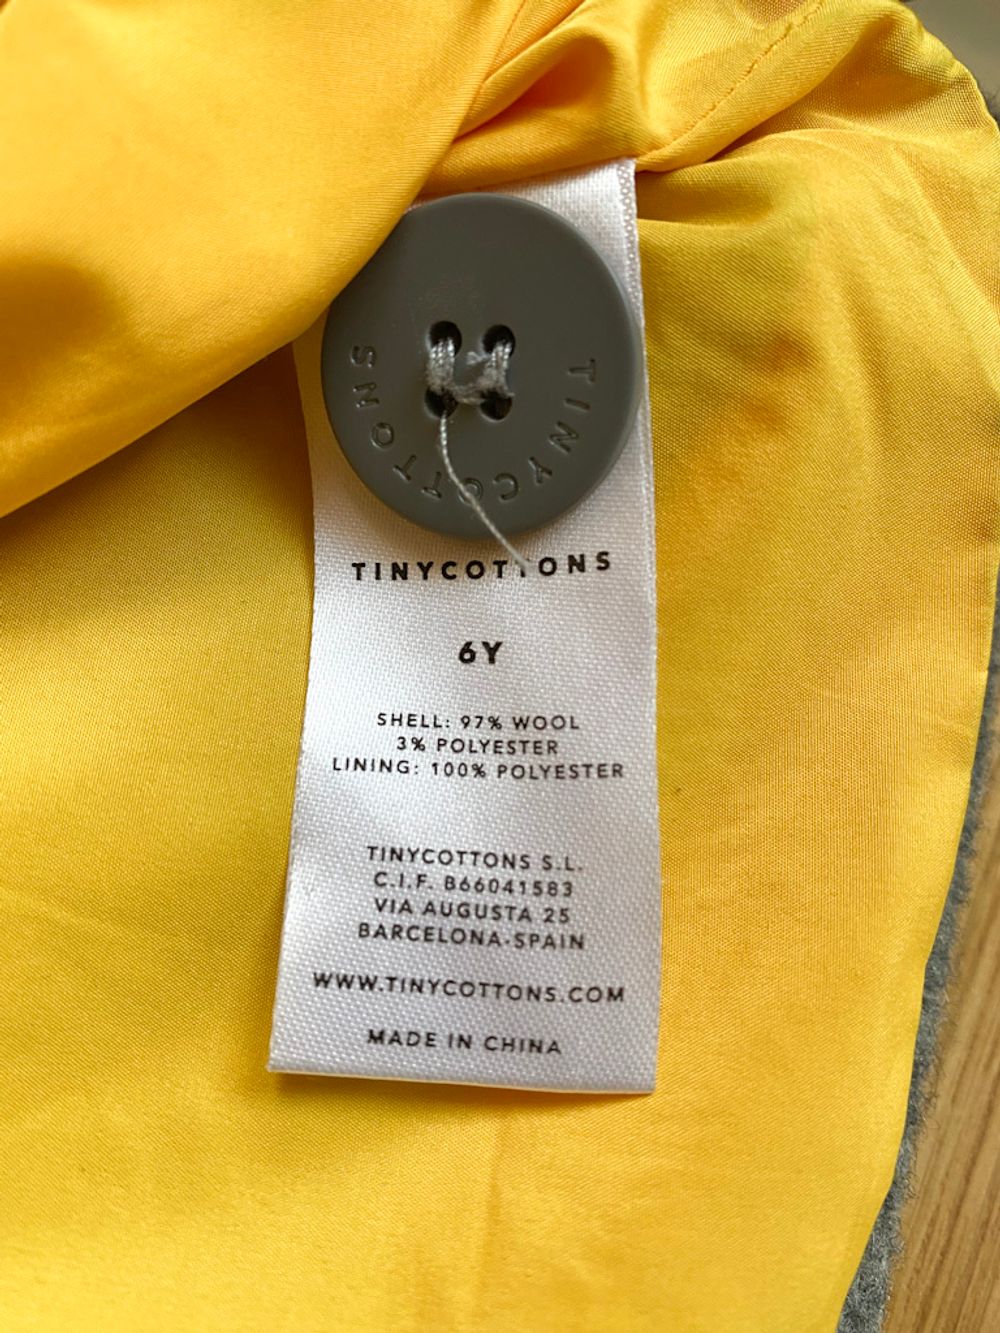 TINYCOTTONS
TINYCOTTONS
6Y
SHELL: 97% WOOL
3% POLYESTER
LINING: 100% POLYESTER
TINYCOTTONS S.L.
C.I.F. B66041583
VIA AUGUSTA 25
BARCELONA-SPAIN
WWW.TINYCOTTONS.COM
MADE IN CHINA